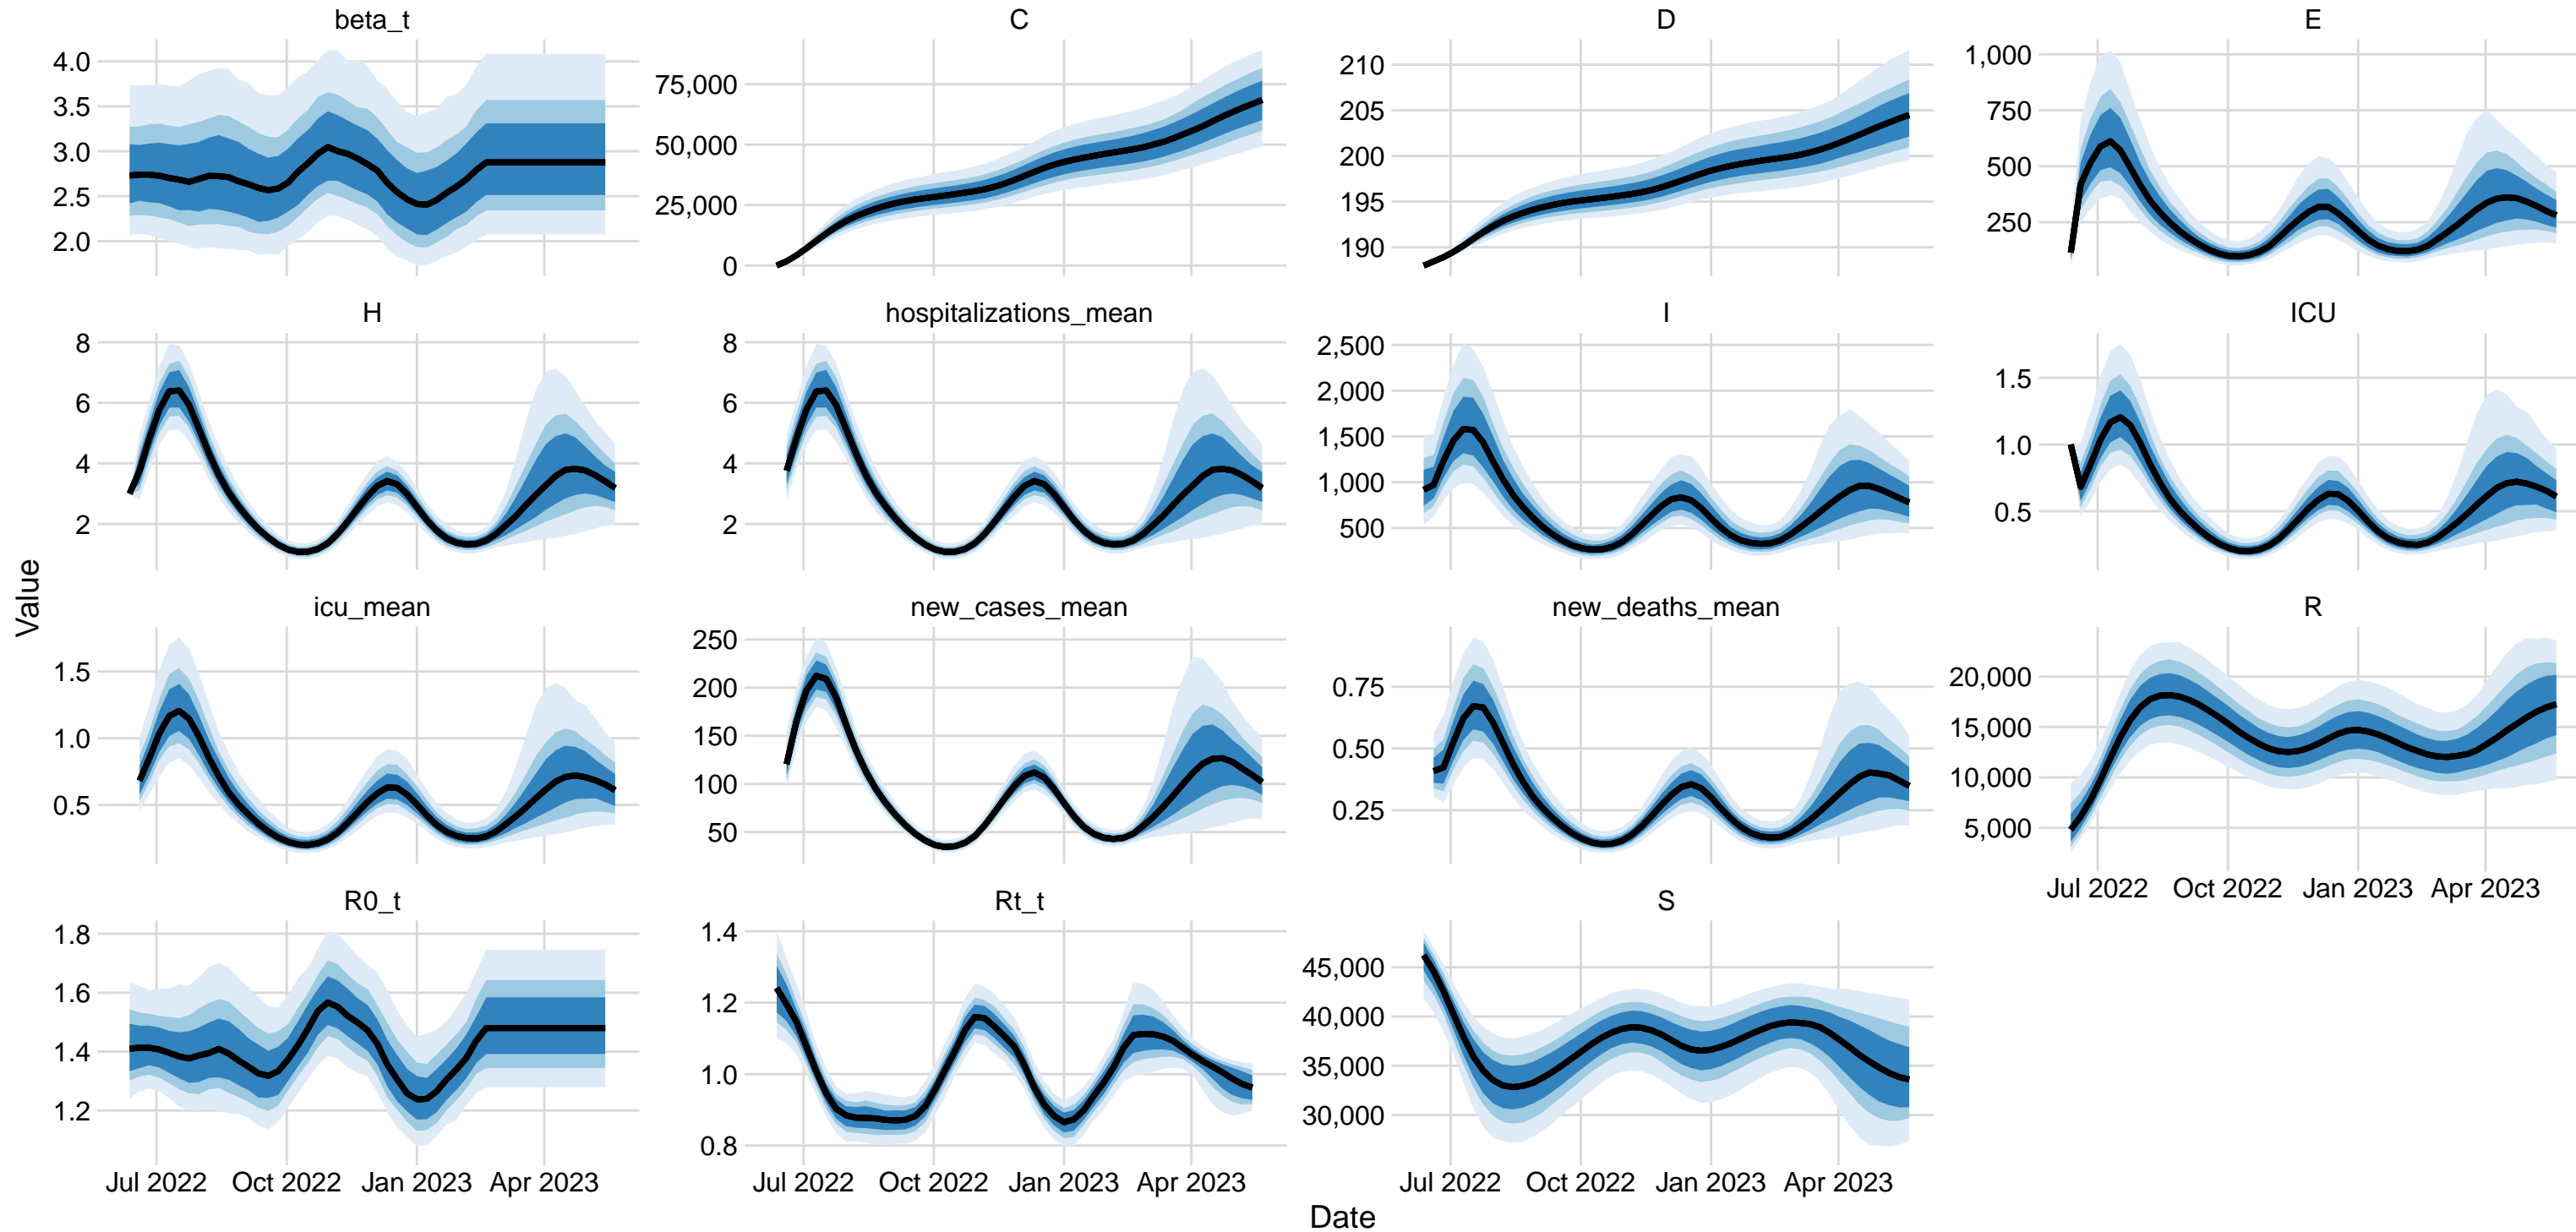 beta_t
4.0
3.5
3.0
2.5
2.0
C
75,000
50,000
25,000
0
D
210
205
200
195
190
E
1,000
750
500
250
H
8
6
4
2
hospitalizations_mean
8
6
4
2
I
2,500
2,000
1,500
1,000
500
ICU
1.5
1.0
0.5
Value
icu_mean
1.5
1.0
0.5
new_cases_mean
250
200
150
100
50
new_deaths_mean
0.75
0.50
0.25
R
20,000
15,000
10,000
5,000
Jul 2022 Oct 2022 Jan 2023 Apr 2023
R0_t
1.8
1.6
1.4
1.2
Jul 2022 Oct 2022 Jan 2023 Apr 2023
Rt_t
1.4
1.2
1.0
0.8
Jul 2022 Oct 2022 Jan 2023 Apr 2023
S
45,000
40,000
35,000
30,000
Jul 2022 Oct 2022 Jan 2023 Apr 2023
Date